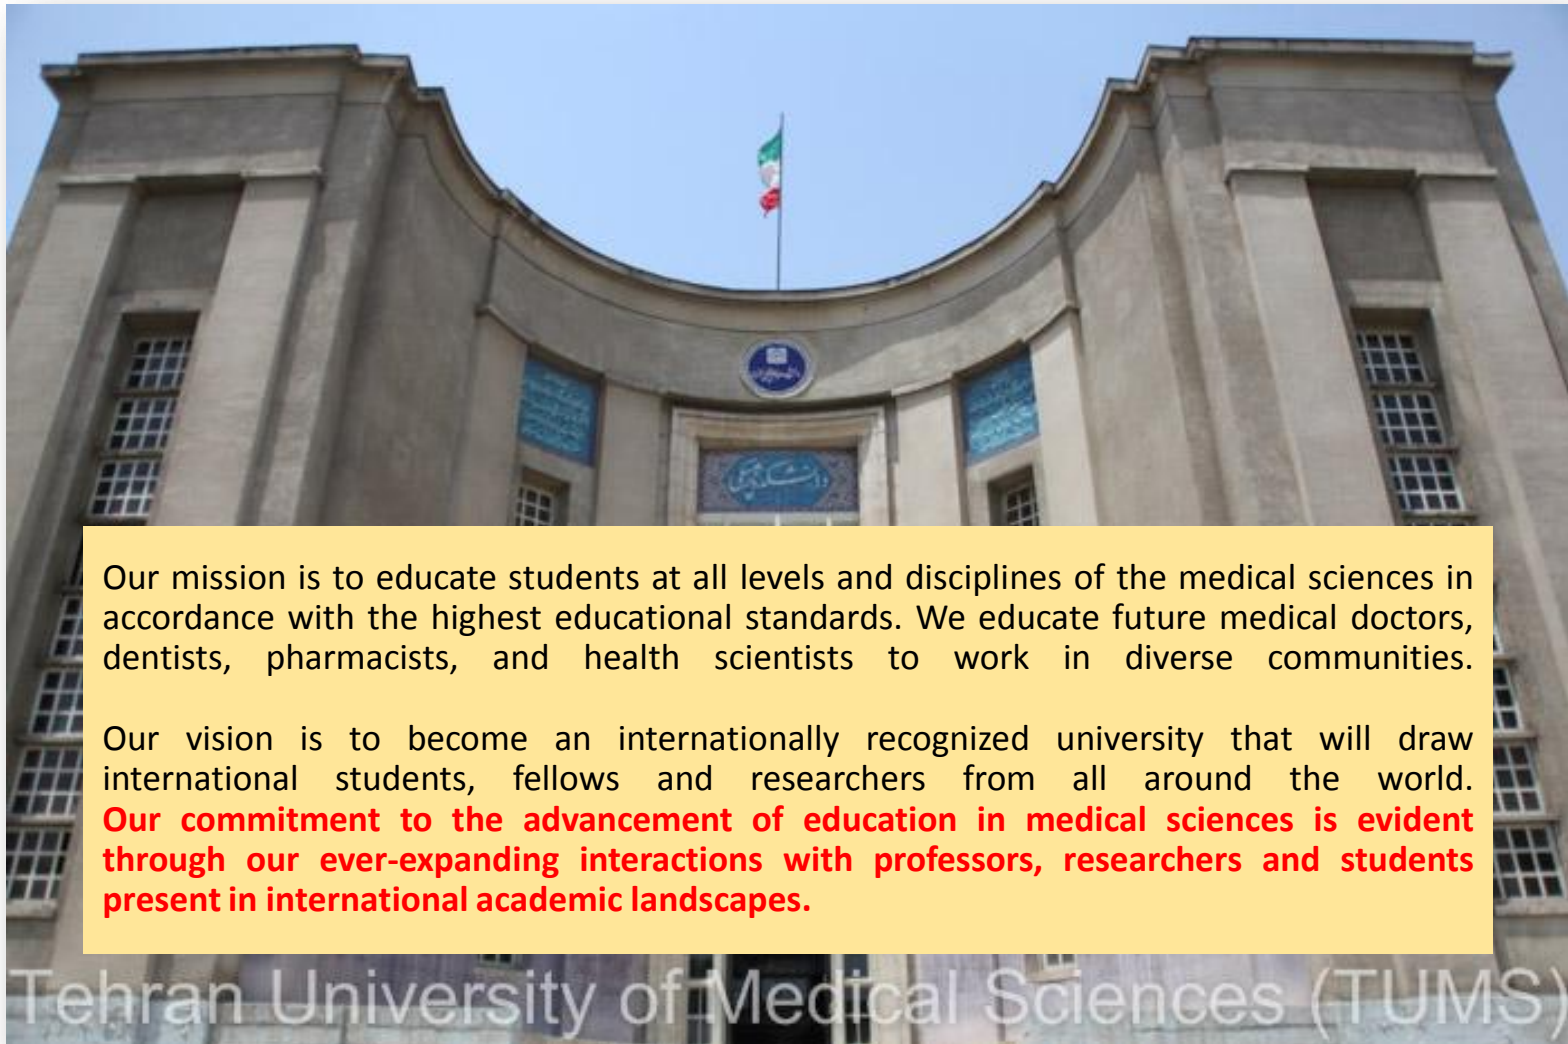 دانشکده پزشکی
Our mission is to educate students at all levels and disciplines of the medical sciences in
accordance with the highest educational standards. We educate future medical doctors,
dentists, pharmacists, and health scientists to work in diverse communities.
Our vision is to become an internationally recognized university that will draw
international students, fellows and researchers from all around the world.
Our commitment to the advancement of education in medical sciences is evident
through our ever-expanding interactions with professors, researchers and students
present in international academic landscapes.
Tehran University of Medical Sciences (TUMS)